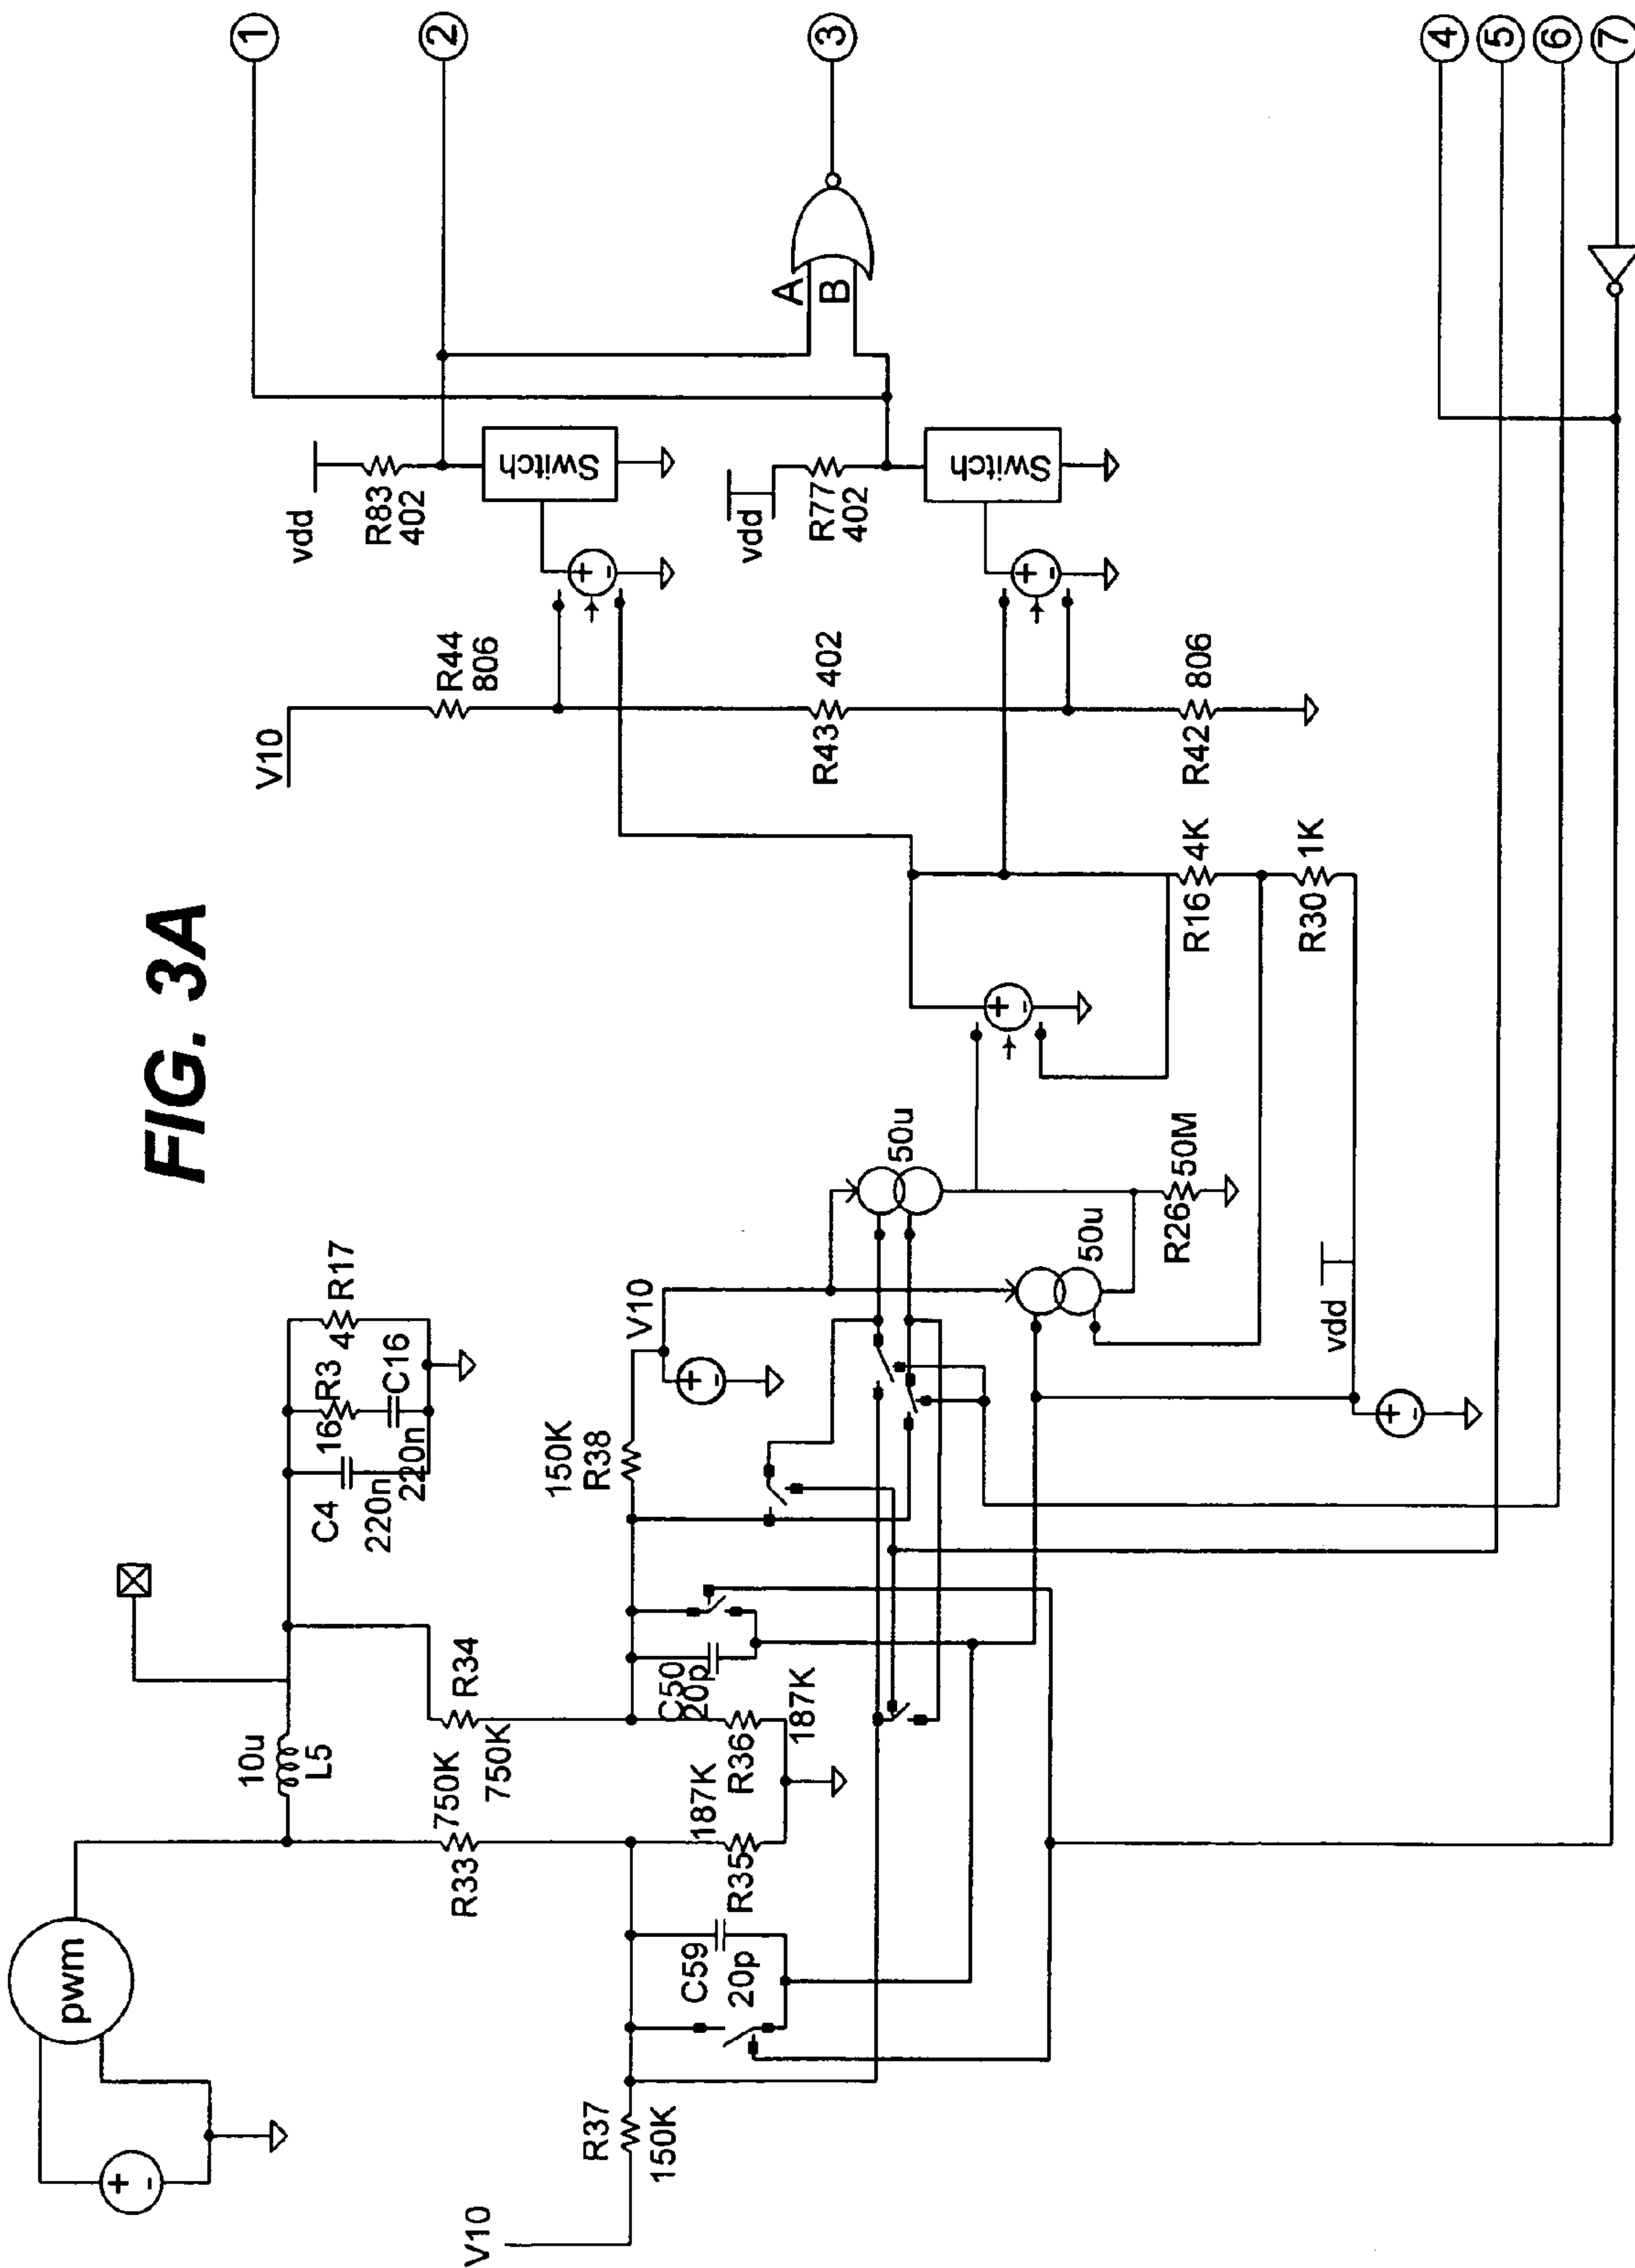 FIG. 3A
pwm
10u
L5
C4
220n
R3
16
C16
220n
R17
4
R33
750K
R34
750K
V10
R37
150K
C59
20p
R35
187K
R36
187K
C50
20p
150K
R38
V10
50u
50u
R26
50M
vdd
R16
4K
R30
1K
V10
R44
806
R43
402
R42
806
vdd
R83
402
Switch
vdd
R77
402
Switch
A
B
1
2
3
4
5
6
7
+
-
+
-
+
-
+
-
+
-
+
-